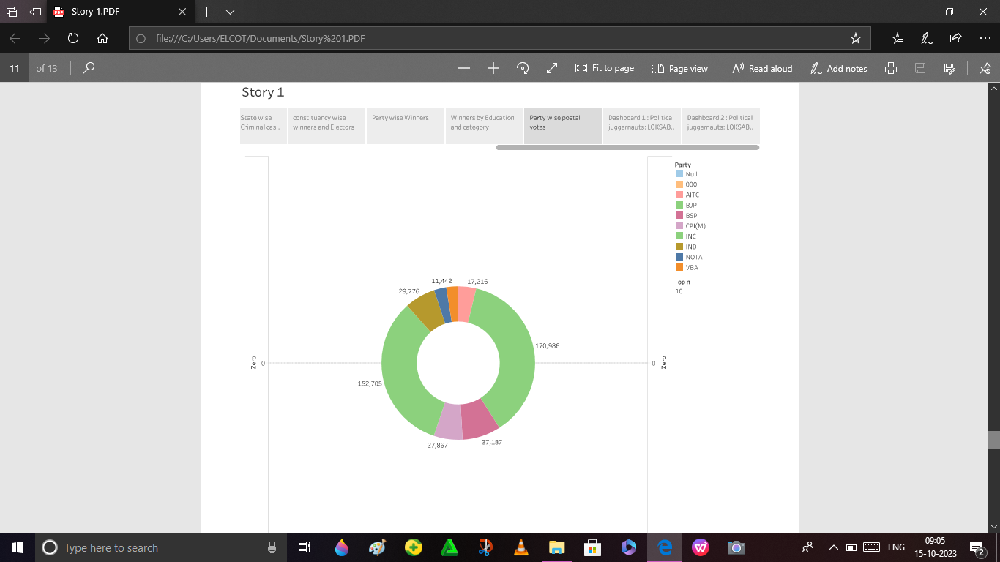 Story 1.PDF
file:///C:/Users/ELCOT/Documents/Story%201.PDF
11 of 13
Fit to page
Page view
Read aloud
Add notes
Story 1
State wise
Criminal cas..
constituency wise
winners and Electors
Party wise Winners
Winners by Education
and category
Party wise postal
votes
Dashboard 1 : Political
juggernauts: LOKSAB..
Dashboard 2 : Political
juggernauts: LOKSAB..
Party
Null
000
AITC
BJP
BSP
CPI(M)
INC
IND
NOTA
VBA
Top n
10
11,442
17,216
29,776
170,986
Zero
0
0
Zero
152,705
27,867
37,187
Type here to search
ENG
09:05
15-10-2023
2